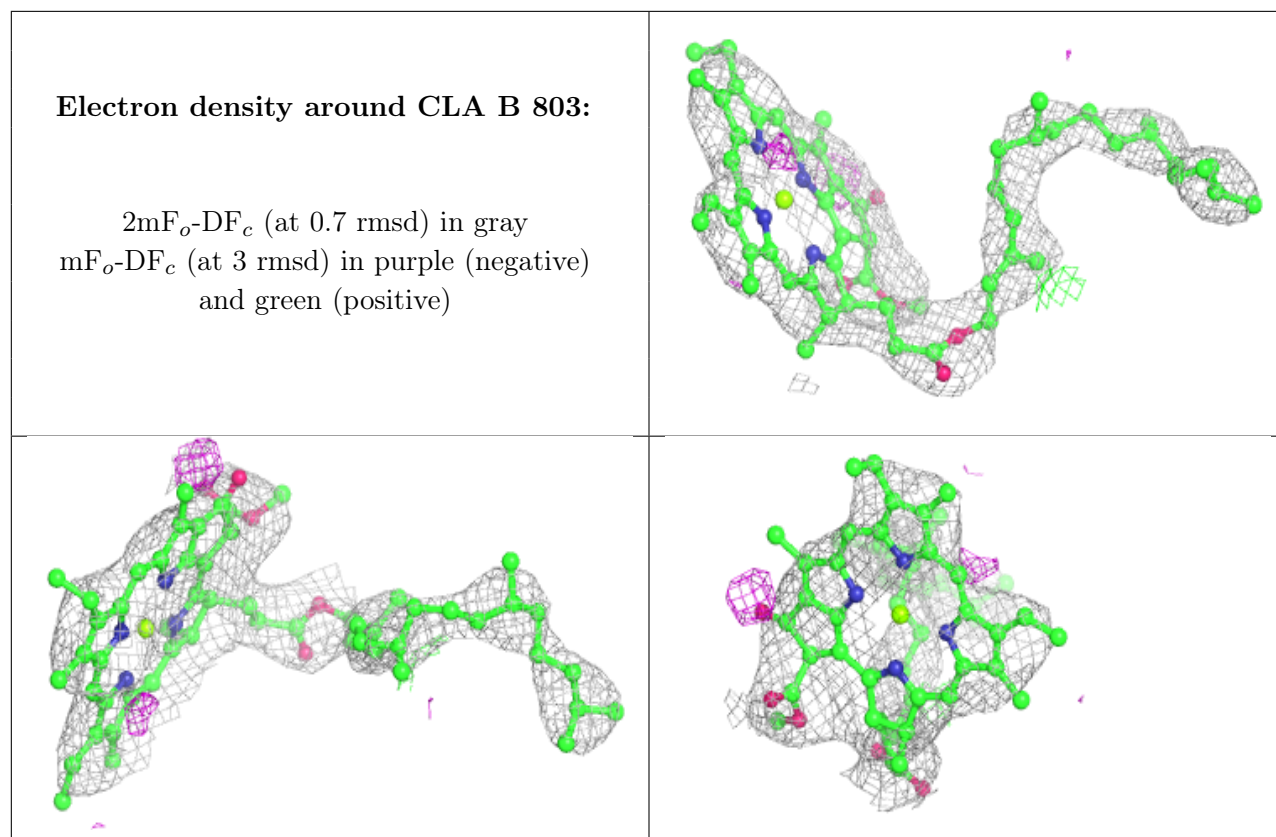 Electron density around CLA B 803:
2mFo-DFc (at 0.7 rmsd) in gray
mFo-DFc (at 3 rmsd) in purple (negative)
and green (positive)